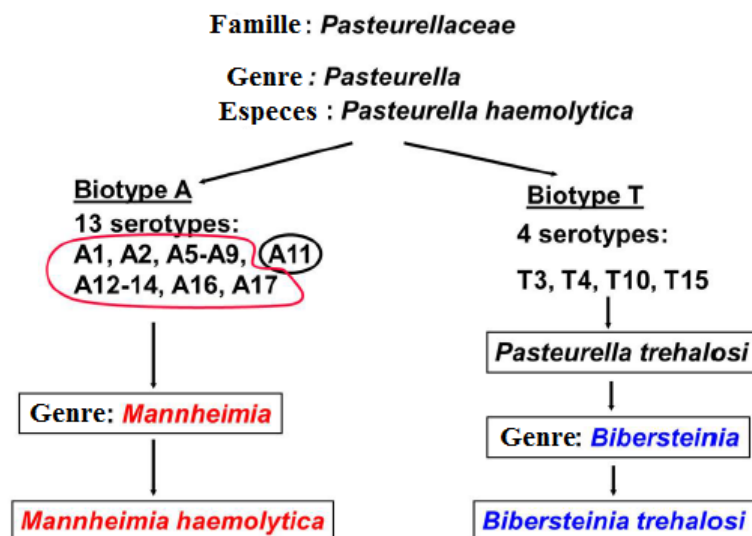 Famille : Pasteurellaceae
Genre : Pasteurella
Especes : Pasteurella haemolytica
Biotype A
13 serotypes:
A1, A2, A5-A9, A11
A12-14, A16, A17
Biotype T
4 serotypes:
T3, T4, T10, T15
Pasteurella trehalosi
Genre: Mannheimia
Genre: Bibersteinia
Mannheimia haemolytica
Bibersteinia trehalosi